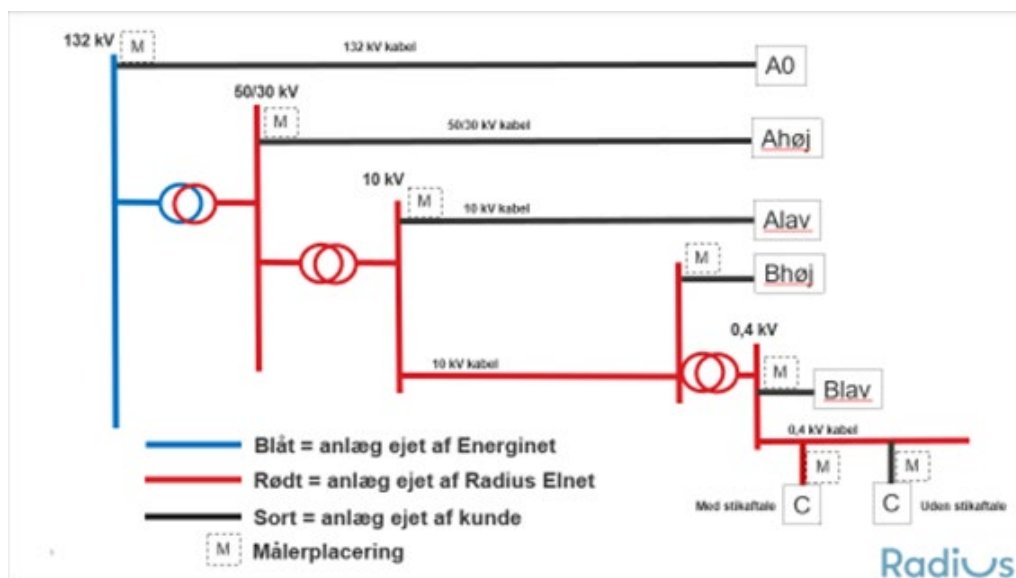 132 kV
M
132 kV kabel
A0
50/30 kV
M
50/30 kV kabel
Ahøj
10 kV
M
10 kV kabel
Alav
M
Bhøj
0,4 kV
10 kV kabel
M
Blav
0,4 kV kabel
Blåt = anlæg ejet af Energinet
M
M
Rødt = anlæg ejet af Radius Elnet
Med stikaftale
C
C
Uden stikaftale
Sort = anlæg ejet af kunde
M
Målerplacering
Radius